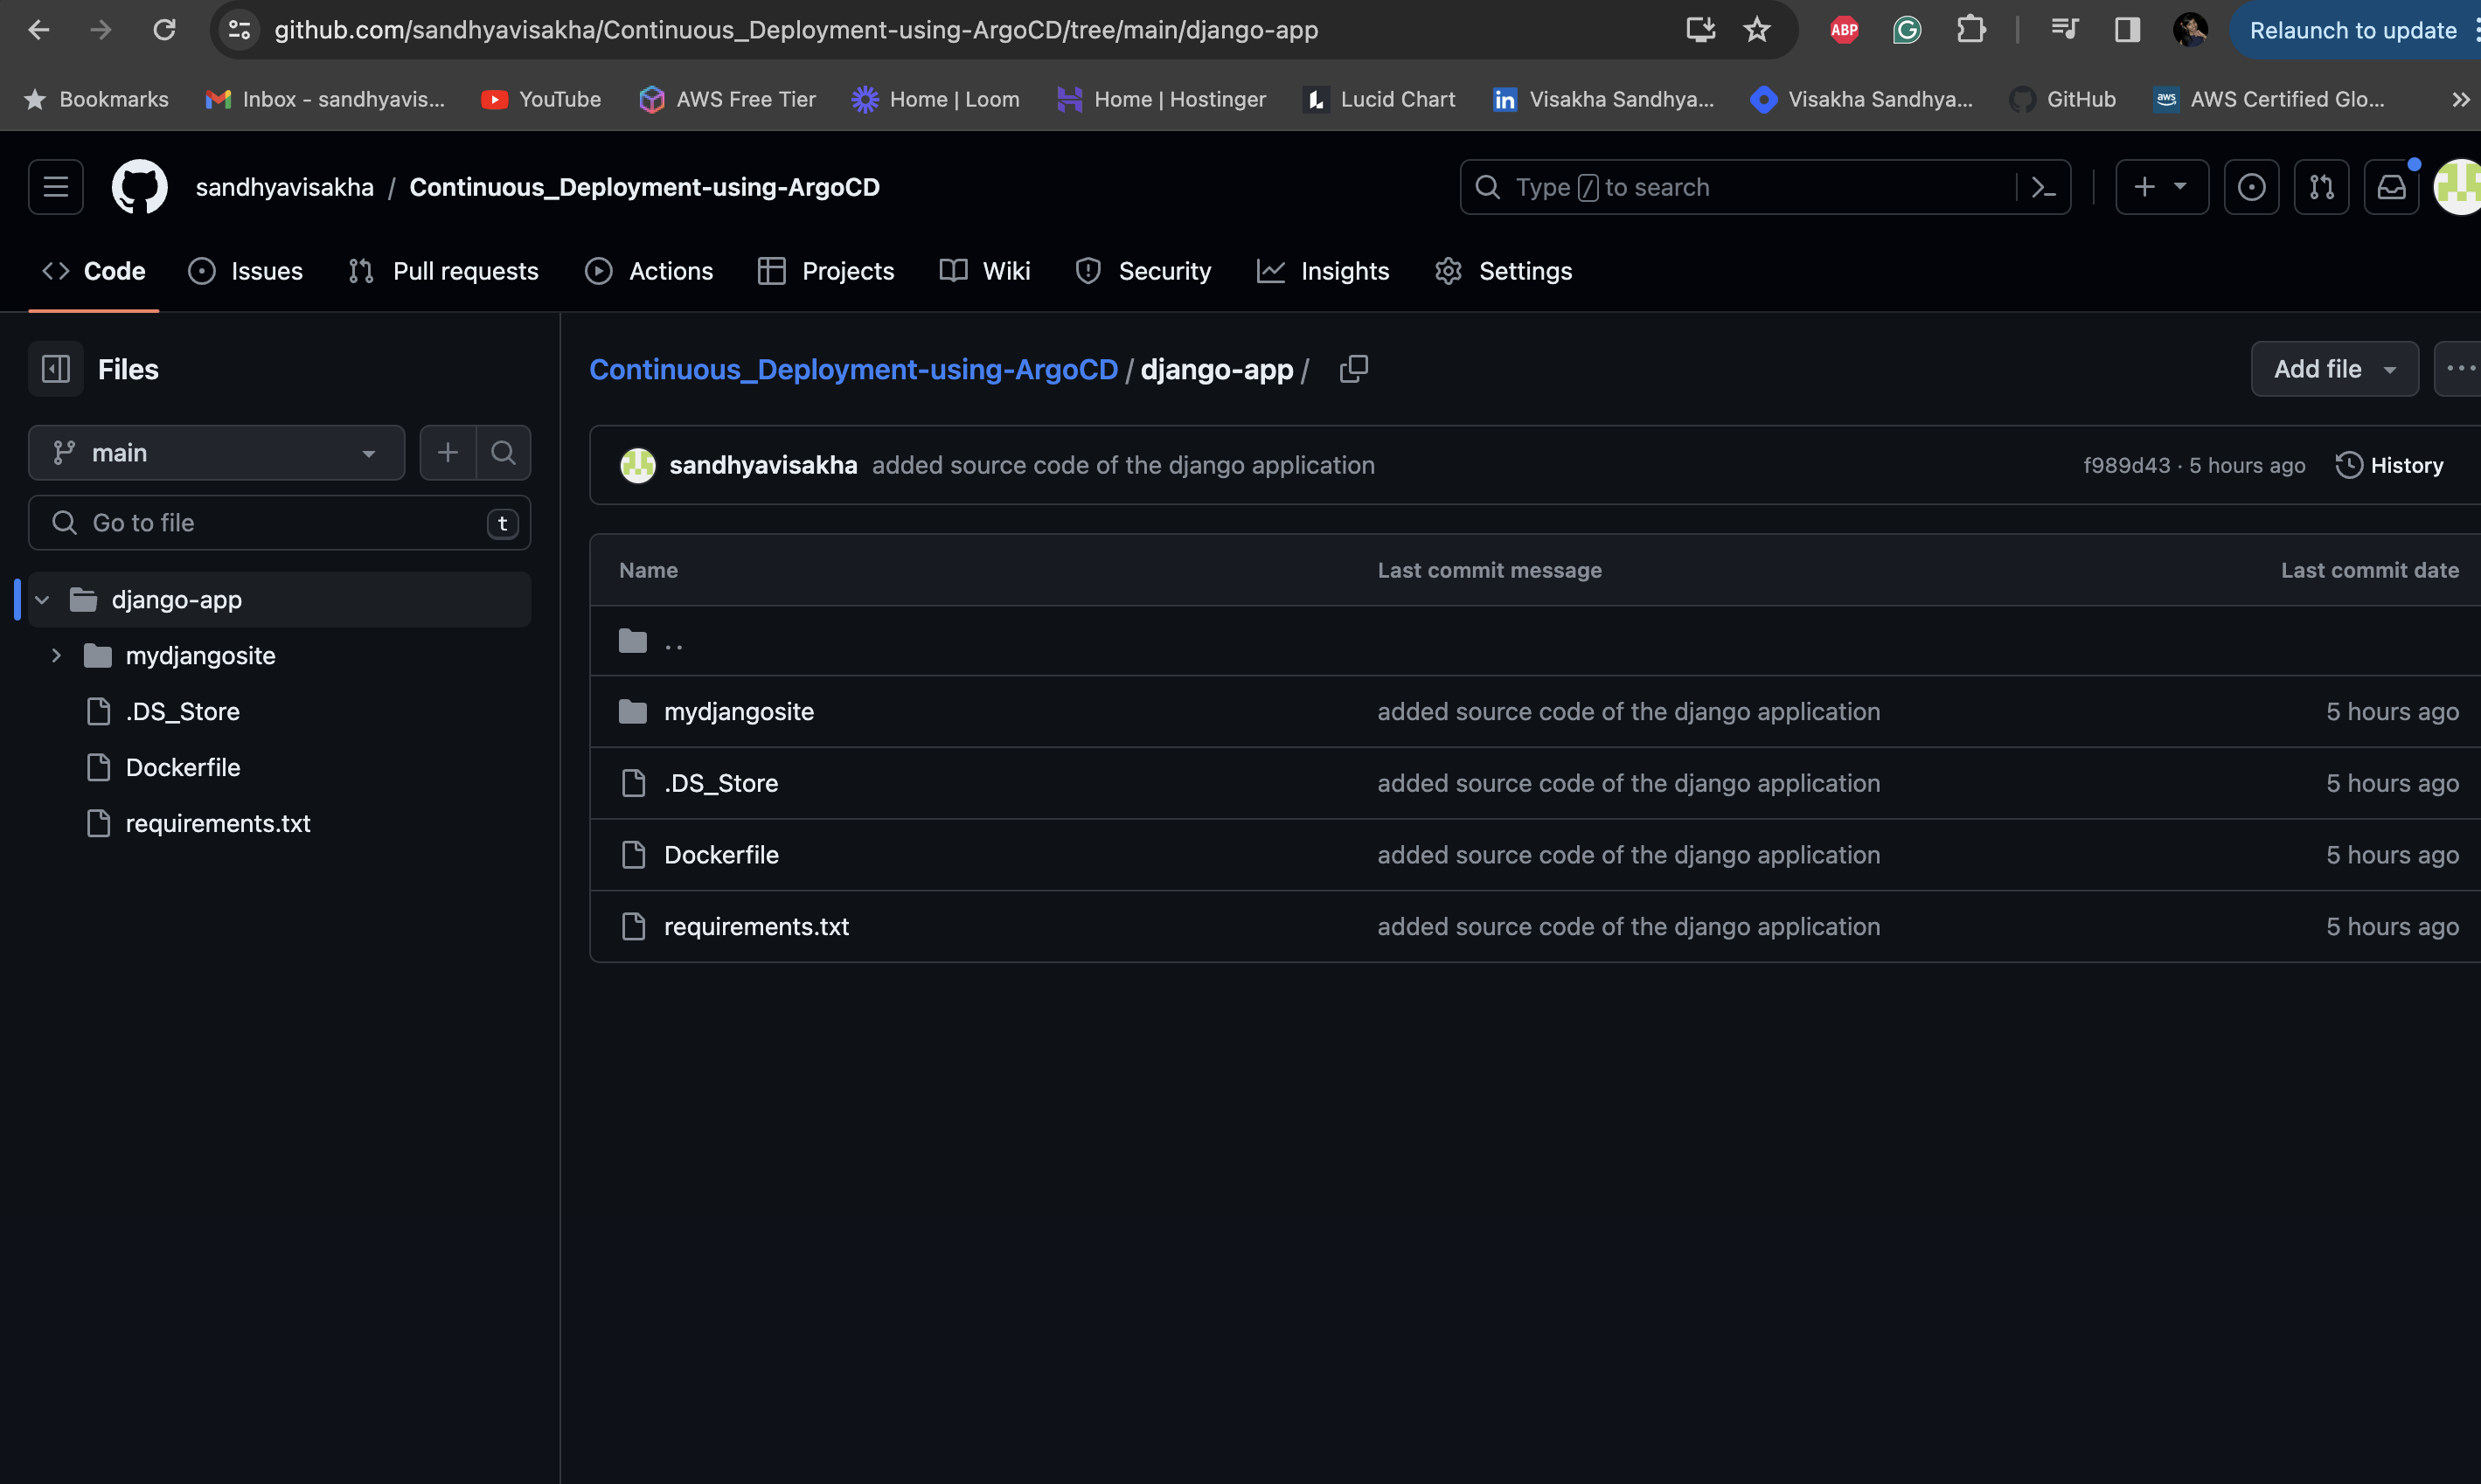 github.com/sandhyavisakha/Continuous_Deployment-using-ArgoCD/tree/main/django-app
ABP
Relaunch to update
Bookmarks
Inbox - sandhyavis...
YouTube
AWS Free Tier
Home | Loom
Home | Hostinger
Lucid Chart
in
Visakha Sandhya...
Visakha Sandhya...
GitHub
aws
AWS Certified Glo...
sandhyavisakha / Continuous_Deployment-using-ArgoCD
Type / to search
Code
Issues
Pull requests
Actions
Projects
Wiki
Security
Insights
Settings
Files
Continuous_Deployment-using-ArgoCD / django-app /
Add file
main
sandhyavisakha added source code of the django application
f989d43 · 5 hours ago
History
Go to file
t
Name
Last commit message
Last commit date
django-app
mydjangosite
.DS_Store
Dockerfile
requirements.txt
..
mydjangosite added source code of the django application 5 hours ago
.DS_Store added source code of the django application 5 hours ago
Dockerfile added source code of the django application 5 hours ago
requirements.txt added source code of the django application 5 hours ago